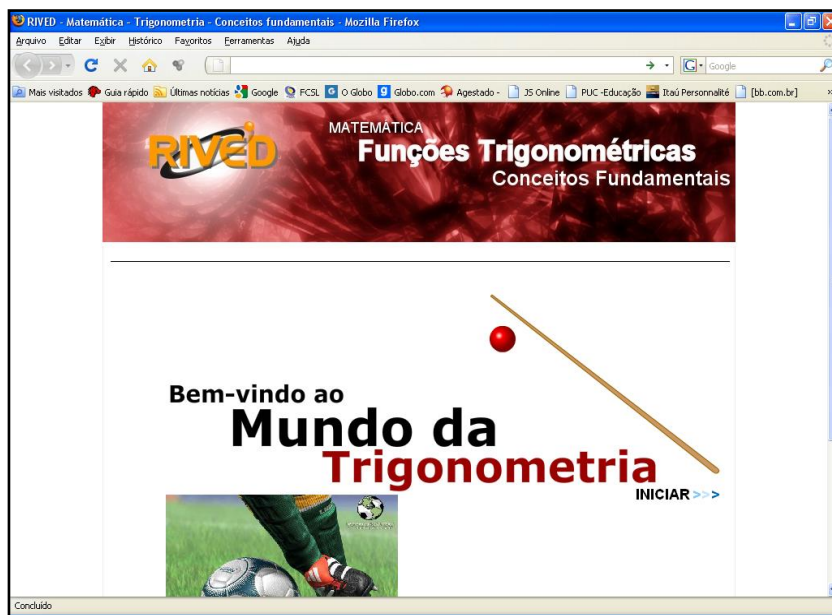 RIVED - Matemática - Trigonometria - Conceitos fundamentais - Mozilla Firefox
Arquivo Editar Exibir Histórico Favoritos Ferramentas Ajuda
G Google
Mais visitados Guia rápido Últimas notícias Google FCSL O Globo Globo.com Agestado - JS Online PUC -Educação Itaú Personnalité [bb.com.br] »
RIVED
MATEMÁTICA
Funções Trigonométricas
Conceitos Fundamentais
Bem-vindo ao
Mundo da
Trigonometria
INICIAR >>>
Concluído